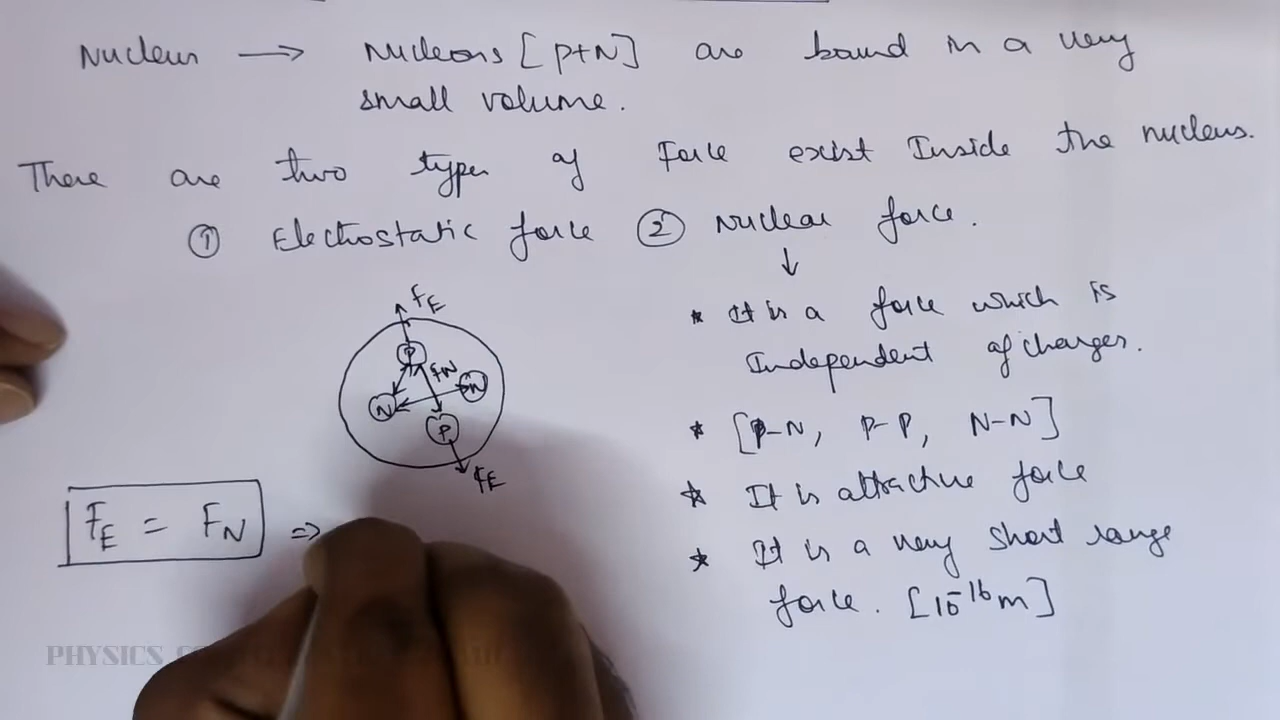 Nucleus → Nucleons [P+N] are bound in a very
small volume.
There are two types of Force exist Inside the nucleus.
① Electrostatic force ② Nuclear force.
↓
FE
P
FN
N
N
P
FE
* It is a force which is
Independent of charges.
* [P-N, P-P, N-N]
* It is attractive force
* It is a very short range
force. [10-16m]
FE = FN ⇒
PHYSICS